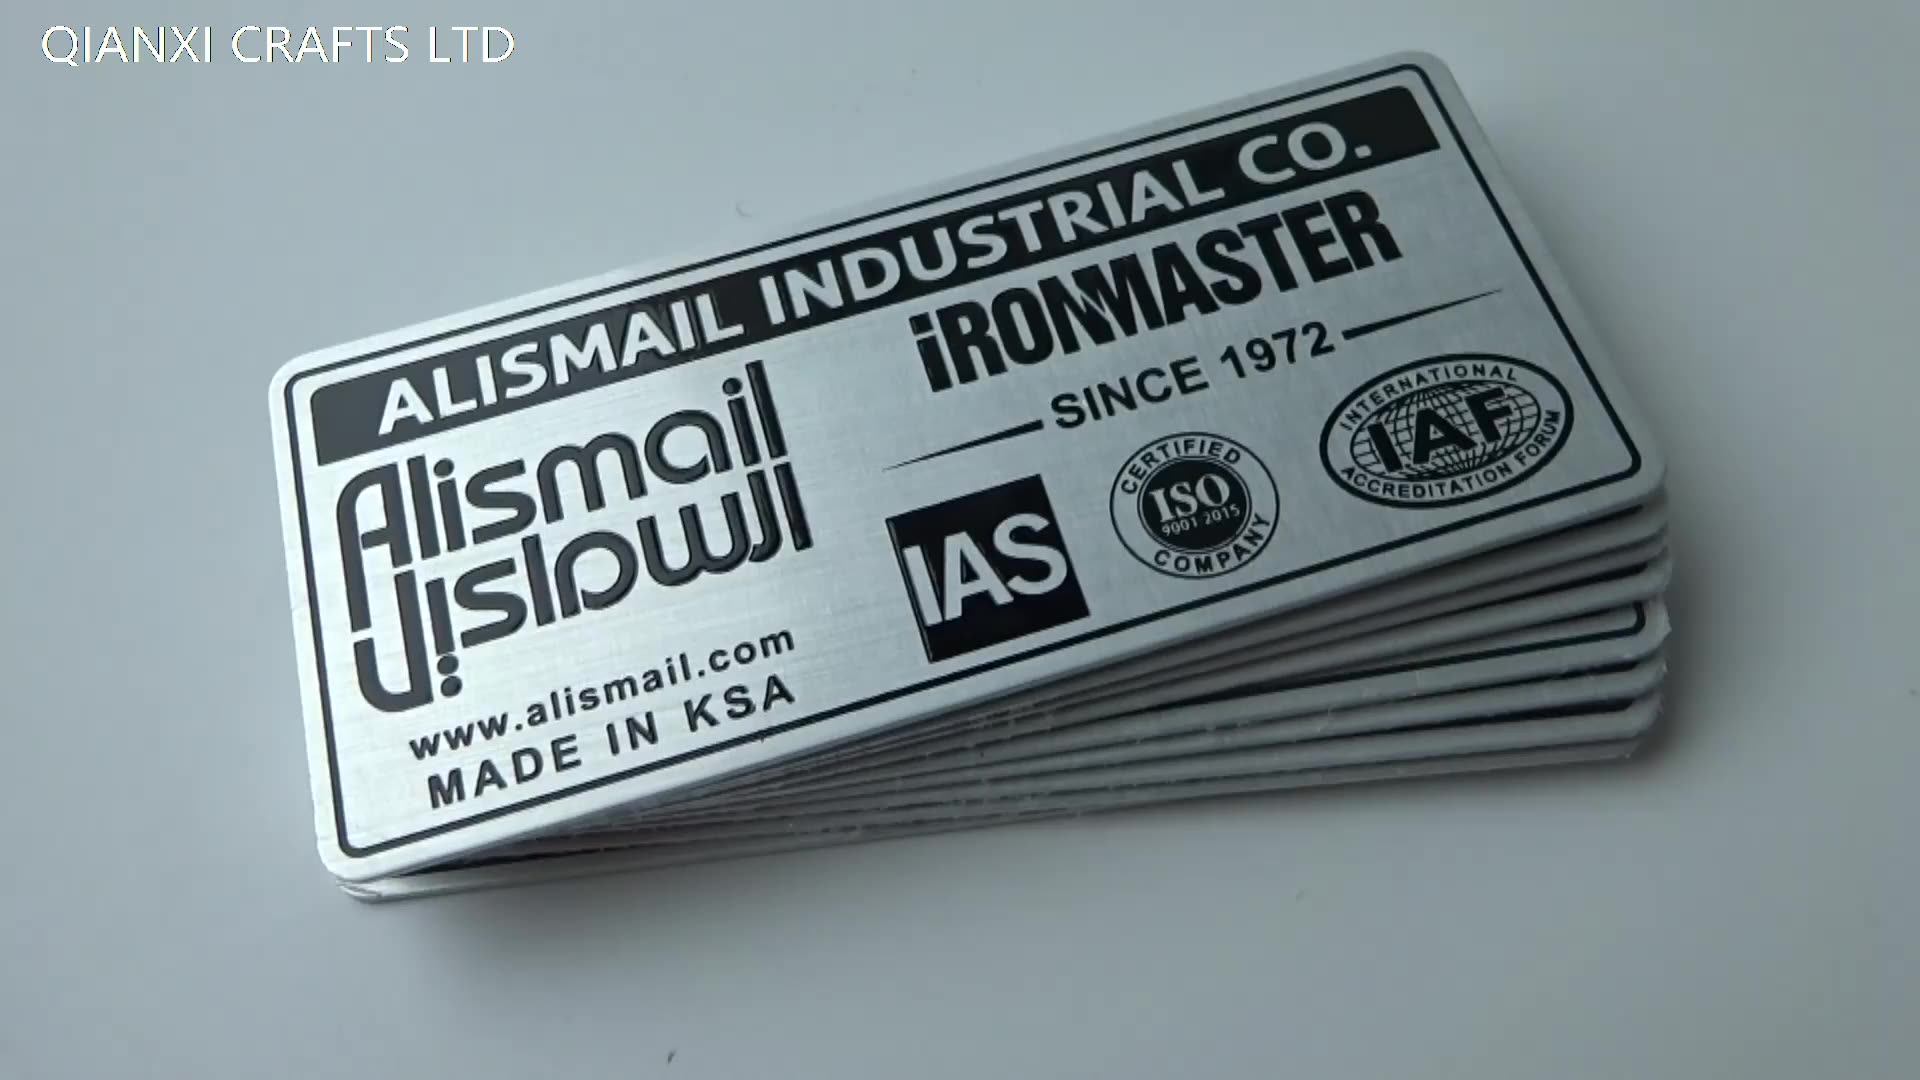 QIANXI CRAFTS LTD
ALISMAIL INDUSTRIAL CO.
Alismail
السماعيل
www.alismail.com
MADE IN KSA
iRONMASTER
SINCE 1972
IAS
CERTIFIED
ISO
9001 2015
COMPANY
INTERNATIONAL
IAF
ACCREDITATION FORUM